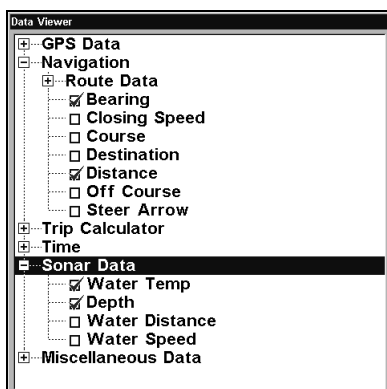 Data Viewer
GPS Data
Navigation
Route Data
Bearing
Closing Speed
Course
Destination
Distance
Off Course
Steer Arrow
Trip Calculator
Time
Sonar Data
Water Temp
Depth
Water Distance
Water Speed
Miscellaneous Data